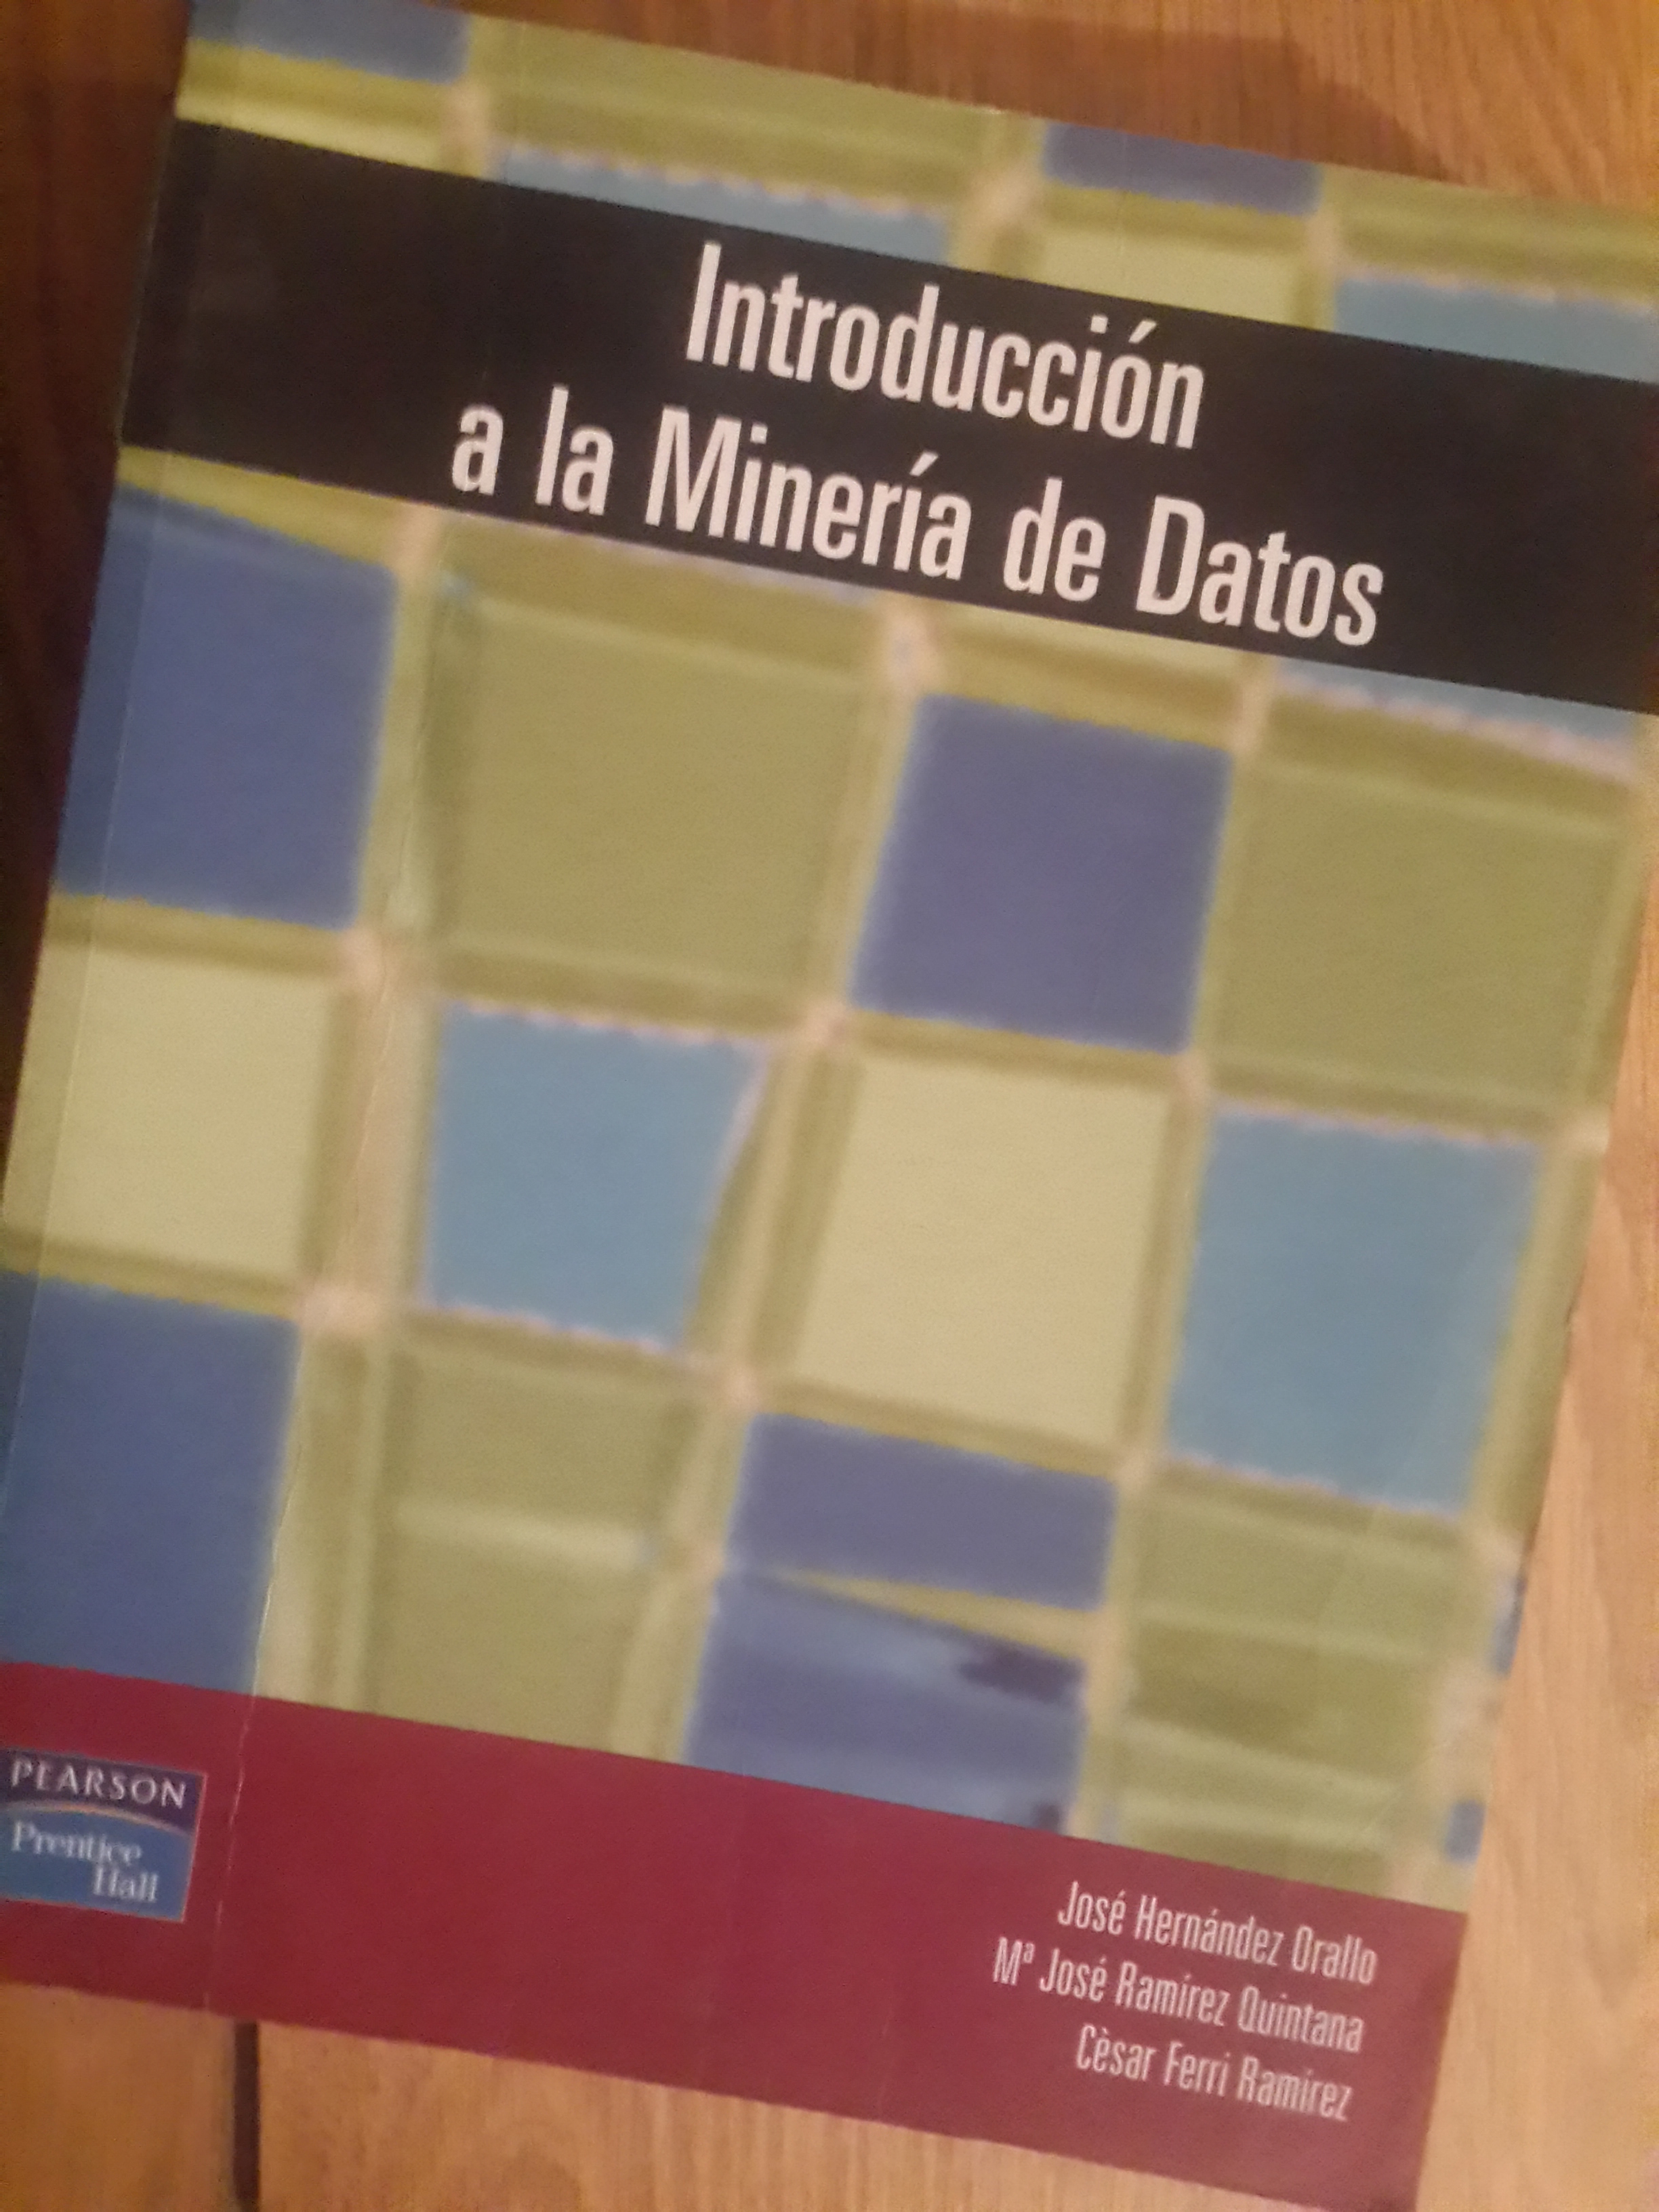 Introducción
a la Minería de Datos
PEARSON
Prentice
Hall
José Hernández Orallo
Mª José Ramírez Quintana
Cèsar Ferri Ramírez